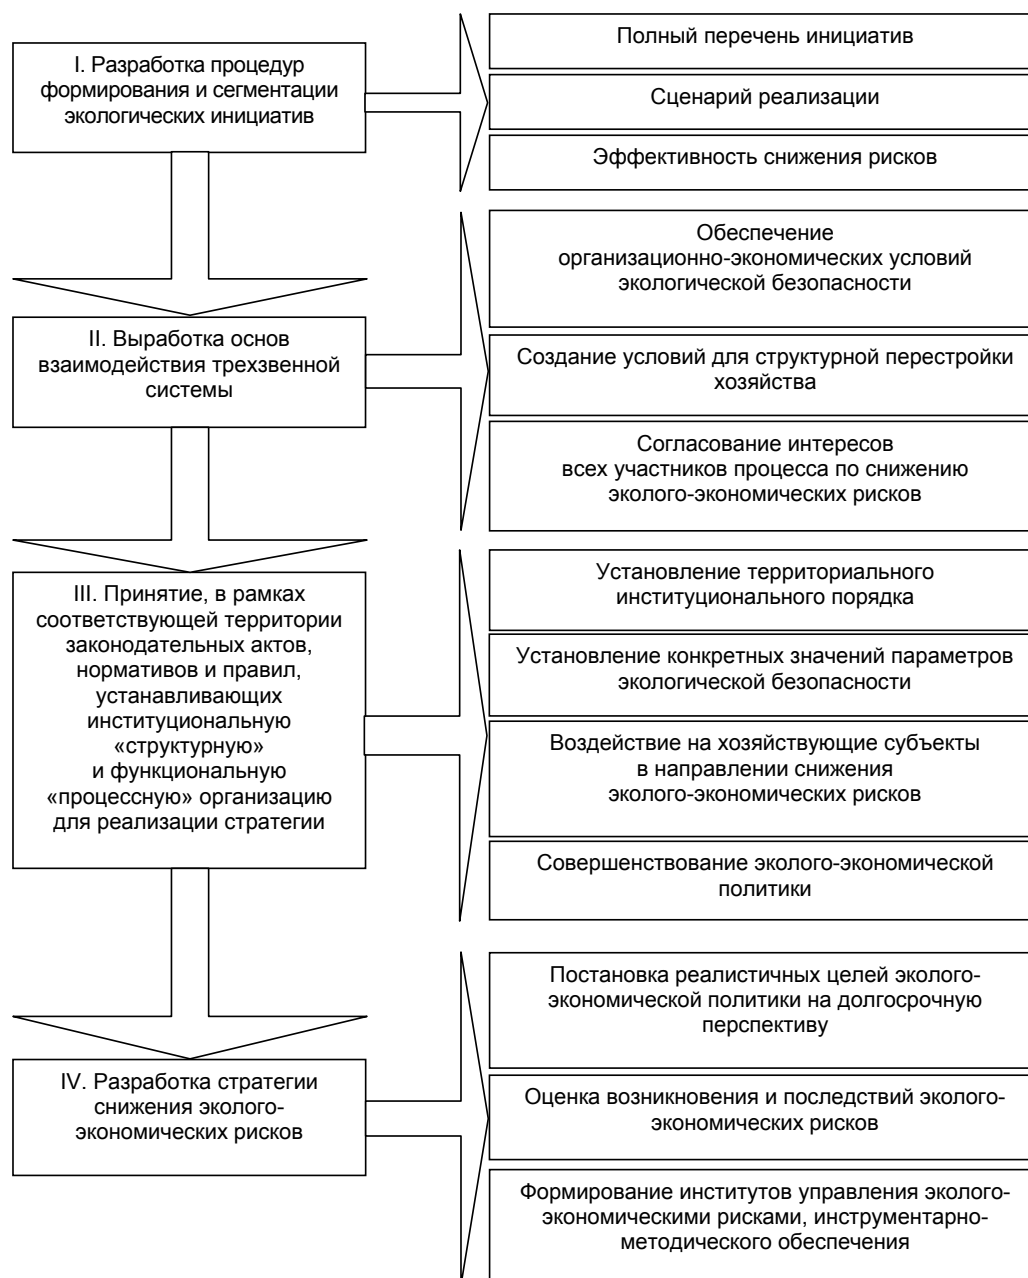 I. Разработка процедур
формирования и сегментации
экологических инициатив
Полный перечень инициатив
Сценарий реализации
Эффективность снижения рисков
II. Выработка основ
взаимодействия трехзвенной
системы
Обеспечение
организационно-экономических условий
экологической безопасности
Создание условий для структурной перестройки
хозяйства
Согласование интересов
всех участников процесса по снижению
эколого-экономических рисков
III. Принятие, в рамках
соответствующей территории
законодательных актов,
нормативов и правил,
устанавливающих
институциональную
«структурную»
и функциональную
«процессную» организацию
для реализации стратегии
Установление территориального
институционального порядка
Установление конкретных значений параметров
экологической безопасности
Воздействие на хозяйствующие субъекты
в направлении снижения
эколого-экономических рисков
Совершенствование эколого-экономической
политики
IV. Разработка стратегии
снижения эколого-
экономических рисков
Постановка реалистичных целей эколого-
экономической политики на долгосрочную
перспективу
Оценка возникновения и последствий эколого-
экономических рисков
Формирование институтов управления эколого-
экономическими рисками, инструментарно-
методического обеспечения